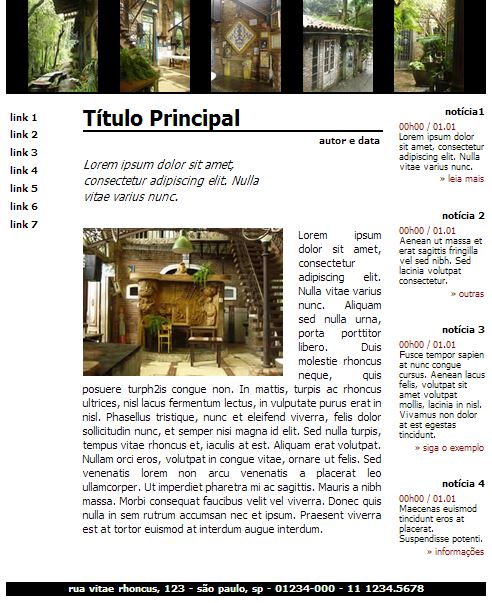 link 1
link 2
link 3
link 4
link 5
link 6
link 7
Título Principal
autor e data
Lorem ipsum dolor sit amet,
consectetur adipiscing elit. Nulla
vitae varius nunc.
Lorem ipsum
dolor sit amet,
consectetur
adipiscing elit.
Nulla vitae varius
nunc. Aliquam
sed nulla urna,
porta porttitor
libero. Duis
molestie rhoncus
neque, quis
posuere turph2is congue non. In mattis, turpis ac rhoncus
ultrices, nisl lacus fermentum lectus, in vulputate purus erat in
nisl. Phasellus tristique, nunc et eleifend viverra, felis dolor
sollicitudin nunc, et semper nisi magna id elit. Sed nulla turpis,
tempus vitae rhoncus et, iaculis at est. Aliquam erat volutpat.
Nullam orci eros, volutpat in congue vitae, ornare ut felis. Sed
venenatis lorem non arcu venenatis a placerat leo
ullamcorper. Ut imperdiet pharetra mi ac sagittis. Mauris a nibh
massa. Morbi consequat faucibus velit vel viverra. Donec quis
nulla in sem rutrum accumsan nec et ipsum. Praesent viverra
est at tortor euismod at interdum augue interdum.
notícia1
00h00 / 01.01
Lorem ipsum dolor
sit amet, consectetur
adipiscing elit. Nulla
vitae varius nunc.
» leia mais
notícia 2
00h00 / 01.01
Aenean ut massa et
erat sagittis fringilla
vel sed nibh. Sed
lacinia volutpat
consectetur.
» outras
notícia 3
00h00 / 01.01
Fusce tempor sapien
at nunc congue
cursus. Aenean lacus
felis, volutpat sit
amet volutpat
mollis, lacinia in nisl.
Vivamus non dolor
at est egestas
tincidunt.
» siga o exemplo
notícia 4
00h00 / 01.01
Maecenas euismod
tincidunt eros at
placerat.
Suspendisse potenti.
» informações
rua vitae rhoncus, 123 - são paulo, sp - 01234-000 - 11 1234.5678